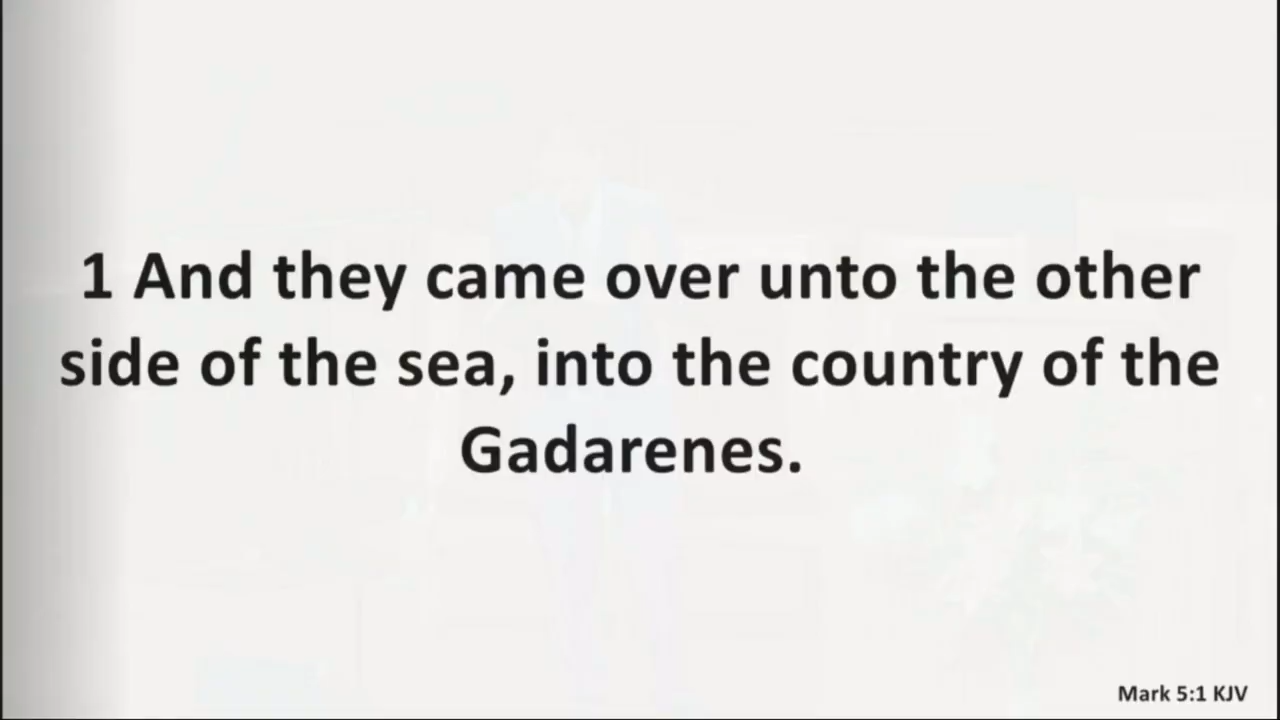 1 And they came over unto the other
side of the sea, into the country of the
Gadarenes.
Mark 5:1 KJV